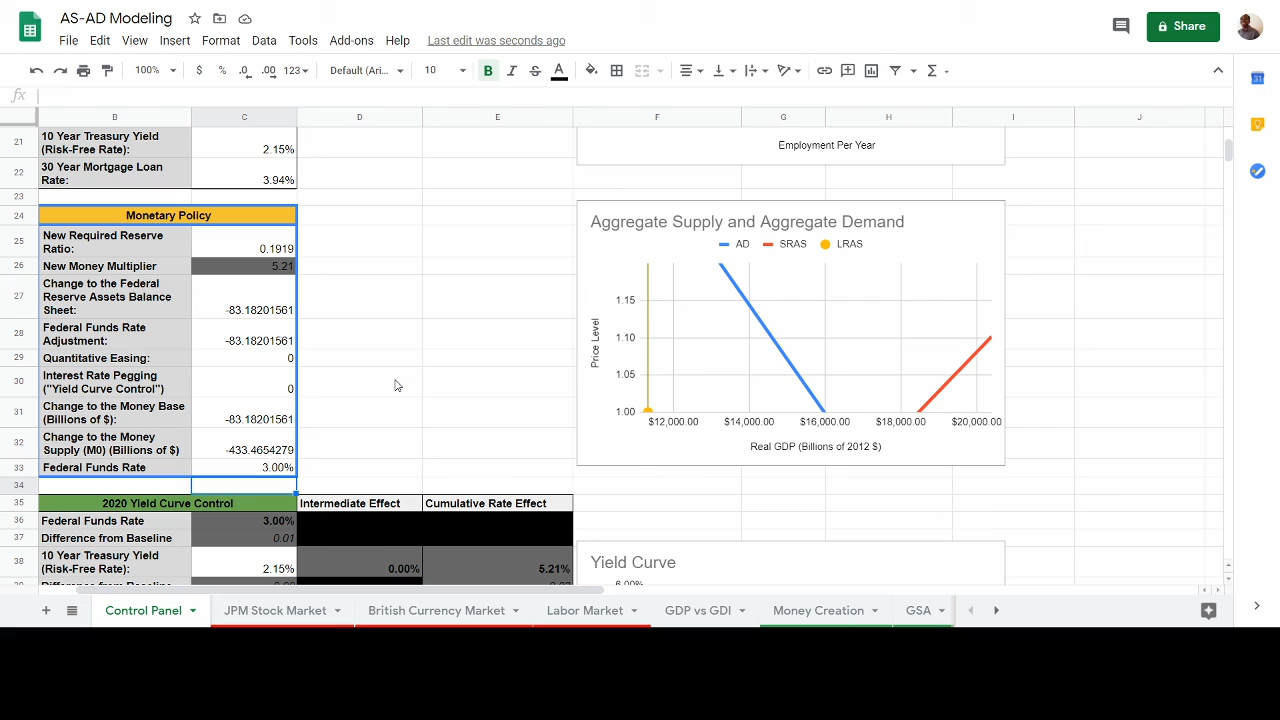 AS-AD Modeling
File Edit View Insert Format Data Tools Add-ons Help Last edit was seconds ago
Share
100% $ % .0 .00 123 Default (Ari... 10 B I S A Σ
fx
B C D E F G H I J
21 10 Year Treasury Yield
(Risk-Free Rate): 2.15%
22 30 Year Mortgage Loan
Rate: 3.94%
23
24 Monetary Policy
25 New Required Reserve
Ratio: 0.1919
26 New Money Multiplier 5.21
27 Change to the Federal
Reserve Assets Balance
Sheet: -83.18201561
28 Federal Funds Rate
Adjustment: -83.18201561
29 Quantitative Easing: 0
30 Interest Rate Pegging
("Yield Curve Control") 0
31 Change to the Money Base
(Billions of $): -83.18201561
32 Change to the Money
Supply (M0) (Billions of $) -433.4654279
33 Federal Funds Rate 3.00%
34
35 2020 Yield Curve Control Intermediate Effect Cumulative Rate Effect
36 Federal Funds Rate 3.00%
37 Difference from Baseline 0.01
38 10 Year Treasury Yield
(Risk-Free Rate): 2.15% 0.00% 5.21%
Employment Per Year
Aggregate Supply and Aggregate Demand
AD SRAS LRAS
Price Level
1.15
1.10
1.05
1.00
$12,000.00 $14,000.00 $16,000.00 $18,000.00 $20,000.00
Real GDP (Billions of 2012 $)
Yield Curve
6.00%
Control Panel JPM Stock Market British Currency Market Labor Market GDP vs GDI Money Creation GSA